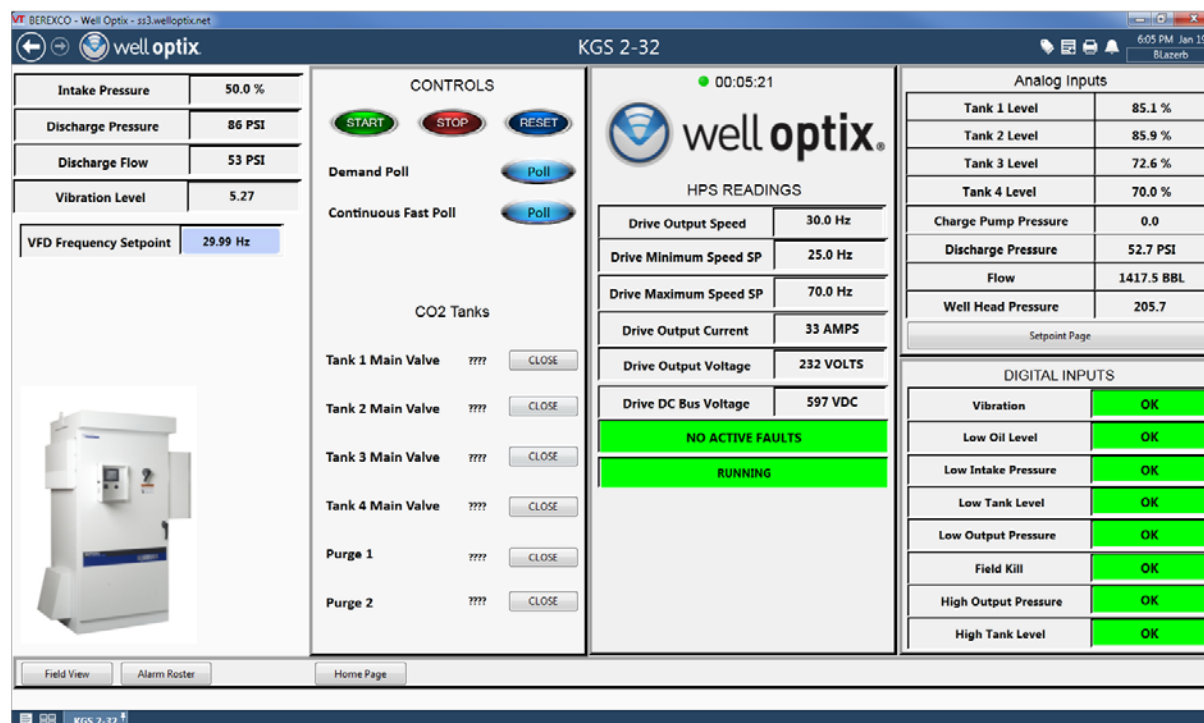 VT BEREXCO - Well Optix - ss3.welloptix.net
well optix.
KGS 2-32
6:05 PM Jan 19
BLazerb
Intake Pressure 50.0 %
Discharge Pressure 86 PSI
Discharge Flow 53 PSI
Vibration Level 5.27
VFD Frequency Setpoint 29.99 Hz
CONTROLS
START STOP RESET
Demand Poll Poll
Continuous Fast Poll Poll
CO2 Tanks
Tank 1 Main Valve ???? CLOSE
Tank 2 Main Valve ???? CLOSE
Tank 3 Main Valve ???? CLOSE
Tank 4 Main Valve ???? CLOSE
Purge 1 ???? CLOSE
Purge 2 ???? CLOSE
00:05:21
well optix®
HPS READINGS
Drive Output Speed 30.0 Hz
Drive Minimum Speed SP 25.0 Hz
Drive Maximum Speed SP 70.0 Hz
Drive Output Current 33 AMPS
Drive Output Voltage 232 VOLTS
Drive DC Bus Voltage 597 VDC
NO ACTIVE FAULTS
RUNNING
Analog Inputs
Tank 1 Level 85.1 %
Tank 2 Level 85.9 %
Tank 3 Level 72.6 %
Tank 4 Level 70.0 %
Charge Pump Pressure 0.0
Discharge Pressure 52.7 PSI
Flow 1417.5 BBL
Well Head Pressure 205.7
Setpoint Page
DIGITAL INPUTS
Vibration OK
Low Oil Level OK
Low Intake Pressure OK
Low Tank Level OK
Low Output Pressure OK
Field Kill OK
High Output Pressure OK
High Tank Level OK
Field View Alarm Roster Home Page
KGS 2-32